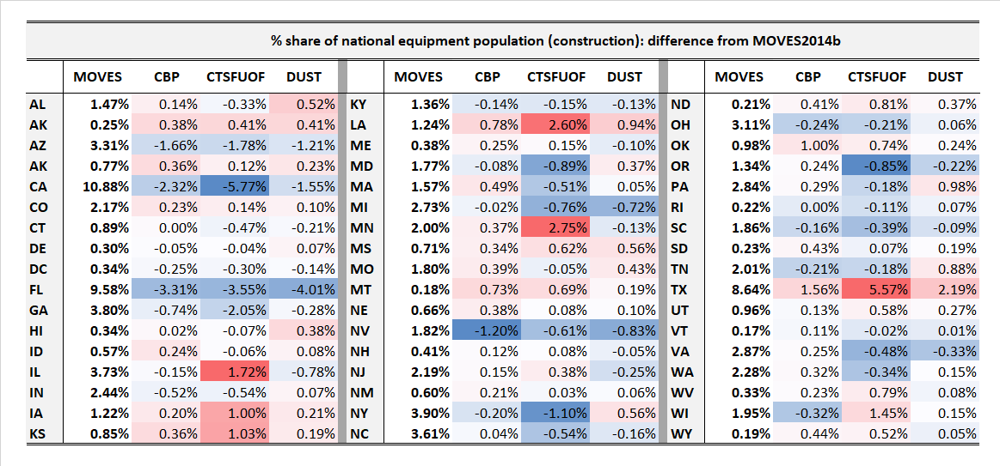 % share of national equipment population (construction): difference from MOVES2014b
MOVES CBP CTSFUOF DUST MOVES CBP CTSFUOF DUST MOVES CBP CTSFUOF DUST
AL 1.47% 0.14% -0.33% 0.52% KY 1.36% -0.14% -0.15% -0.13% ND 0.21% 0.41% 0.81% 0.37%
AK 0.25% 0.38% 0.41% 0.41% LA 1.24% 0.78% 2.60% 0.94% OH 3.11% -0.24% -0.21% 0.06%
AZ 3.31% -1.66% -1.78% -1.21% ME 0.38% 0.25% 0.15% -0.10% OK 0.98% 1.00% 0.74% 0.24%
AK 0.77% 0.36% 0.12% 0.23% MD 1.77% -0.08% -0.89% 0.37% OR 1.34% 0.24% -0.85% -0.22%
CA 10.88% -2.32% -5.77% -1.55% MA 1.57% 0.49% -0.51% 0.05% PA 2.84% 0.29% -0.18% 0.98%
CO 2.17% 0.23% 0.14% 0.10% MI 2.73% -0.02% -0.76% -0.72% RI 0.22% 0.00% -0.11% 0.07%
CT 0.89% 0.00% -0.47% -0.21% MN 2.00% 0.37% 2.75% -0.13% SC 1.86% -0.16% -0.39% -0.09%
DE 0.30% -0.05% -0.04% 0.07% MS 0.71% 0.34% 0.62% 0.56% SD 0.23% 0.43% 0.07% 0.19%
DC 0.34% -0.25% -0.30% -0.14% MO 1.80% 0.39% -0.05% 0.43% TN 2.01% -0.21% -0.18% 0.88%
FL 9.58% -3.31% -3.55% -4.01% MT 0.18% 0.73% 0.69% 0.19% TX 8.64% 1.56% 5.57% 2.19%
GA 3.80% -0.74% -2.05% -0.28% NE 0.66% 0.38% 0.08% 0.10% UT 0.96% 0.13% 0.58% 0.27%
HI 0.34% 0.02% -0.07% 0.38% NV 1.82% -1.20% -0.61% -0.83% VT 0.17% 0.11% -0.02% 0.01%
ID 0.57% 0.24% -0.06% 0.08% NH 0.41% 0.12% 0.08% -0.05% VA 2.87% 0.25% -0.48% -0.33%
IL 3.73% -0.15% 1.72% -0.78% NJ 2.19% 0.15% 0.38% -0.25% WA 2.28% 0.32% -0.34% 0.15%
IN 2.44% -0.52% -0.54% 0.07% NM 0.60% 0.21% 0.03% 0.06% WV 0.33% 0.23% 0.79% 0.08%
IA 1.22% 0.20% 1.00% 0.21% NY 3.90% -0.20% -1.10% 0.56% WI 1.95% -0.32% 1.45% 0.15%
KS 0.85% 0.36% 1.03% 0.19% NC 3.61% 0.04% -0.54% -0.16% WY 0.19% 0.44% 0.52% 0.05%